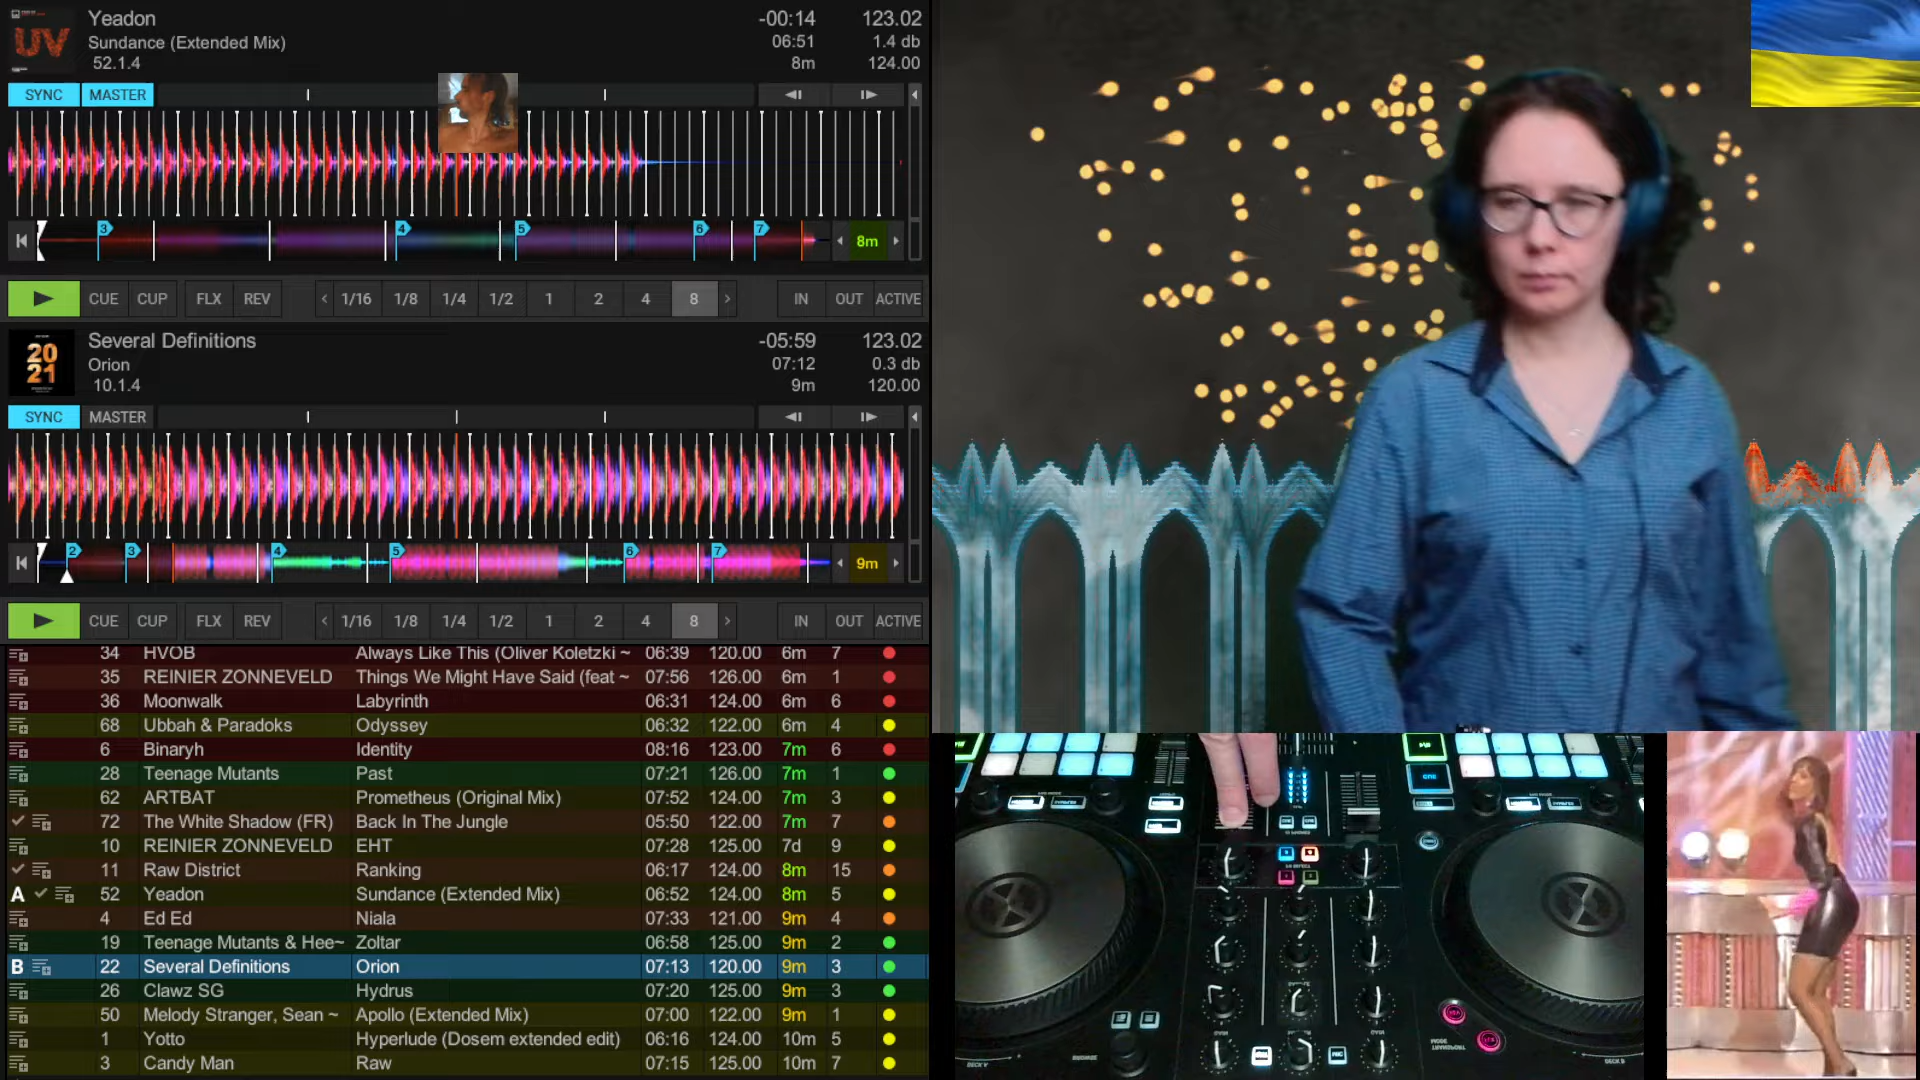 UV
Yeadon
-00:14 123.02
Sundance (Extended Mix)
06:51 1.4 db
52.1.4
8m 124.00
SYNC MASTER
3 4 5 6 7
8m
CUE CUP FLX REV 1/16 1/8 1/4 1/2 1 2 4 8 IN OUT ACTIVE
20
21
Several Definitions
-05:59 123.02
Orion
07:12 0.3 db
10.1.4
9m 120.00
SYNC MASTER
2 3 4 5 6 7
9m
CUE CUP FLX REV 1/16 1/8 1/4 1/2 1 2 4 8 IN OUT ACTIVE
34 HVOB Always Like This (Oliver Koletzki ~ 06:39 120.00 6m 7
35 REINIER ZONNEVELD Things We Might Have Said (feat ~ 07:56 126.00 6m 1
36 Moonwalk Labyrinth 06:31 124.00 6m 6
68 Ubbah & Paradoks Odyssey 06:32 122.00 6m 4
6 Binaryh Identity 08:16 123.00 7m 6
28 Teenage Mutants Past 07:21 126.00 7m 1
62 ARTBAT Prometheus (Original Mix) 07:52 124.00 7m 3
72 The White Shadow (FR) Back In The Jungle 05:50 122.00 7m 7
10 REINIER ZONNEVELD EHT 07:28 125.00 7d 9
11 Raw District Ranking 06:17 124.00 8m 15
A 52 Yeadon Sundance (Extended Mix) 06:52 124.00 8m 5
4 Ed Ed Niala 07:33 121.00 9m 4
19 Teenage Mutants & Hee~ Zoltar 06:58 125.00 9m 2
B 22 Several Definitions Orion 07:13 120.00 9m 3
26 Clawz SG Hydrus 07:20 125.00 9m 3
50 Melody Stranger, Sean ~ Apollo (Extended Mix) 07:00 122.00 9m 1
1 Yotto Hyperlude (Dosem extended edit) 06:16 124.00 10m 5
3 Candy Man Raw 07:15 125.00 10m 7